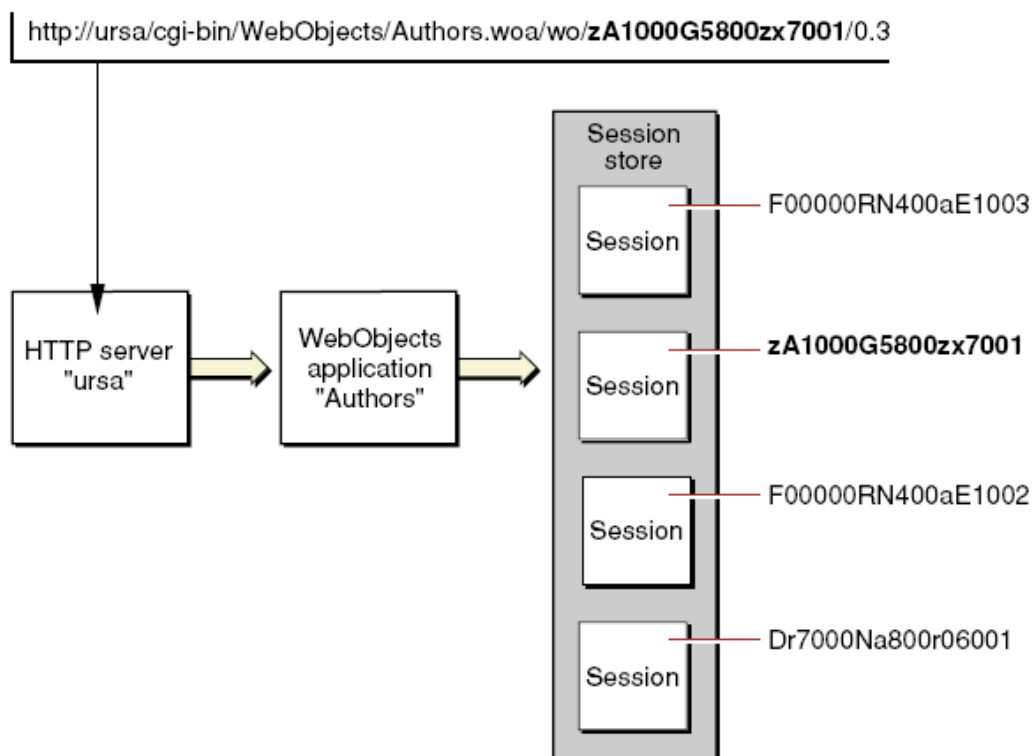 http://ursa/cgi-bin/WebObjects/Authors.woa/wo/zA1000G5800zx7001/0.3
Session
store
Session
F00000RN400aE1003
HTTP server
"ursa"
WebObjects
application
"Authors"
Session
zA1000G5800zx7001
Session
F00000RN400aE1002
Session
Dr7000Na800r06001